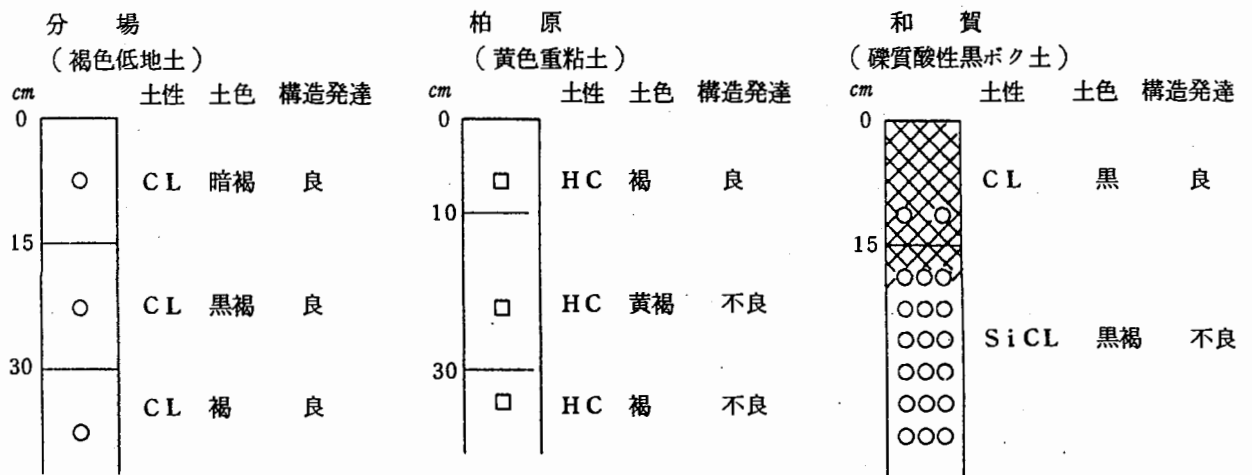 分場
（褐色低地土）
cm 土性 土色 構造発達
0
CL 暗褐 良
15
CL 黒褐 良
30
CL 褐 良
柏原
（黄色重粘土）
cm 土性 土色 構造発達
0
HC 褐 良
10
HC 黄褐 不良
30
HC 褐 不良
和賀
（礫質酸性黒ボク土）
cm 土性 土色 構造発達
0
CL 黒 良
15
SiCL 黒褐 不良